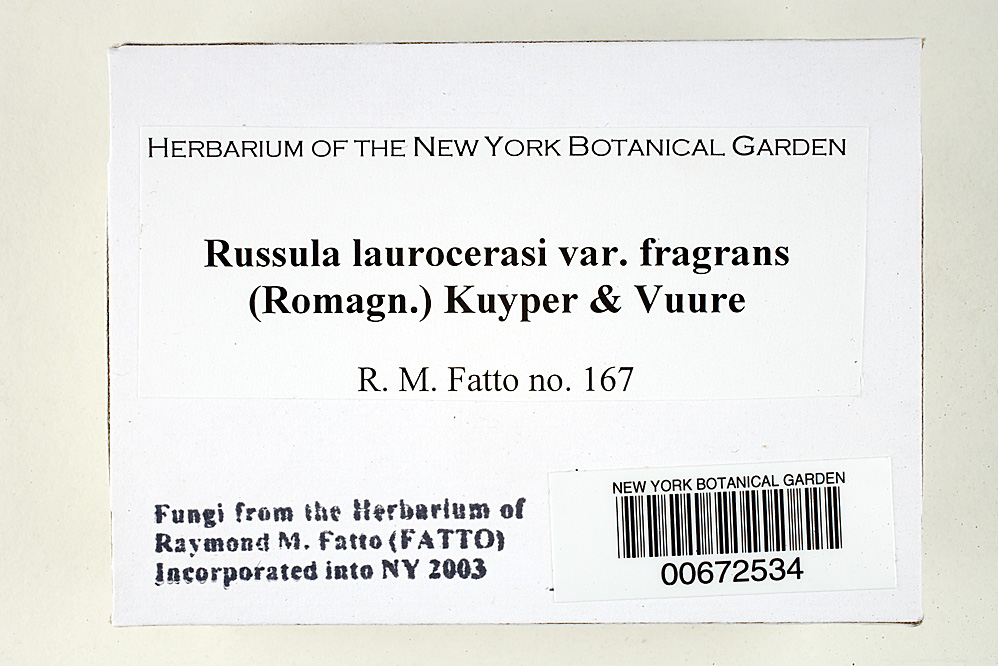 HERBARIUM OF THE NEW YORK BOTANICAL GARDEN
Russula laurocerasi var. fragrans
(Romagn.) Kuyper & Vuure
R. M. Fatto no. 167
Fungi from the Herbarium of
Raymond M. Fatto (FATTO)
Incorporated into NY 2003
NEW YORK BOTANICAL GARDEN
00672534